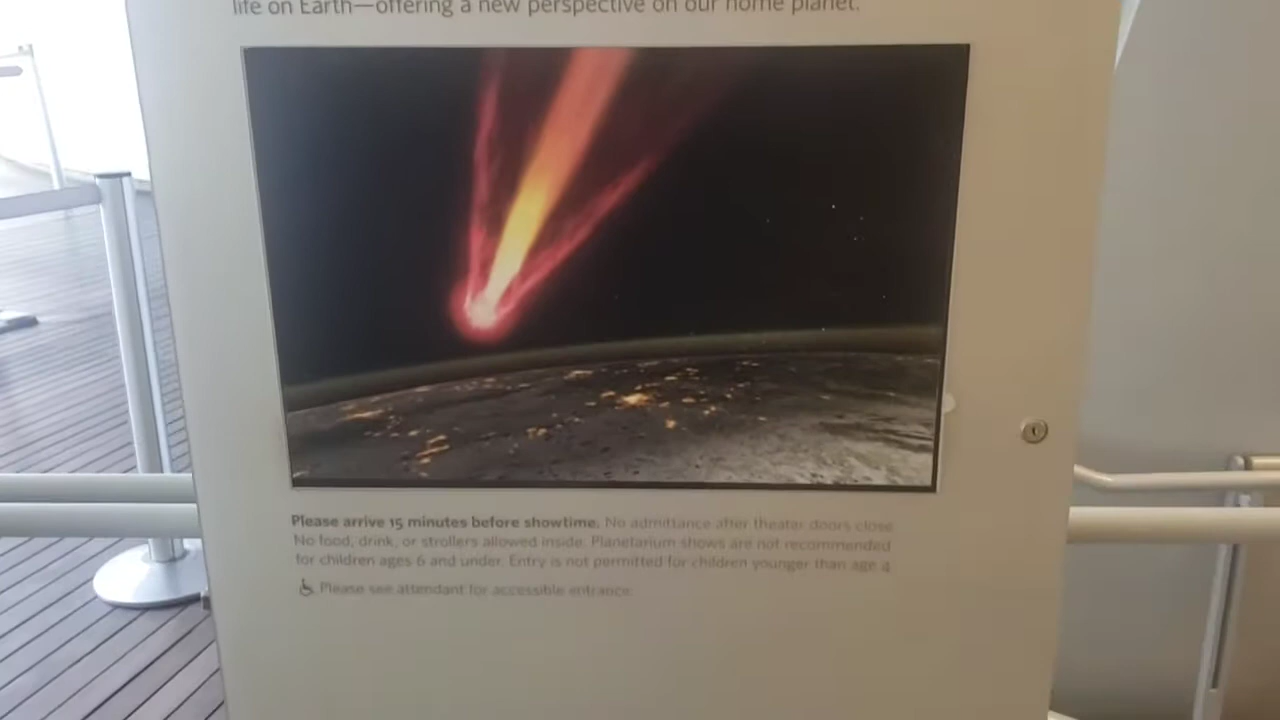 life on Earth—offering a new perspective on our home planet.
Please arrive 15 minutes before showtime. No admittance after theater doors close
No food, drink, or strollers allowed inside. Planetarium shows are not recommended
for children ages 6 and under. Entry is not permitted for children younger than age 4
Please see attendant for accessible entrance